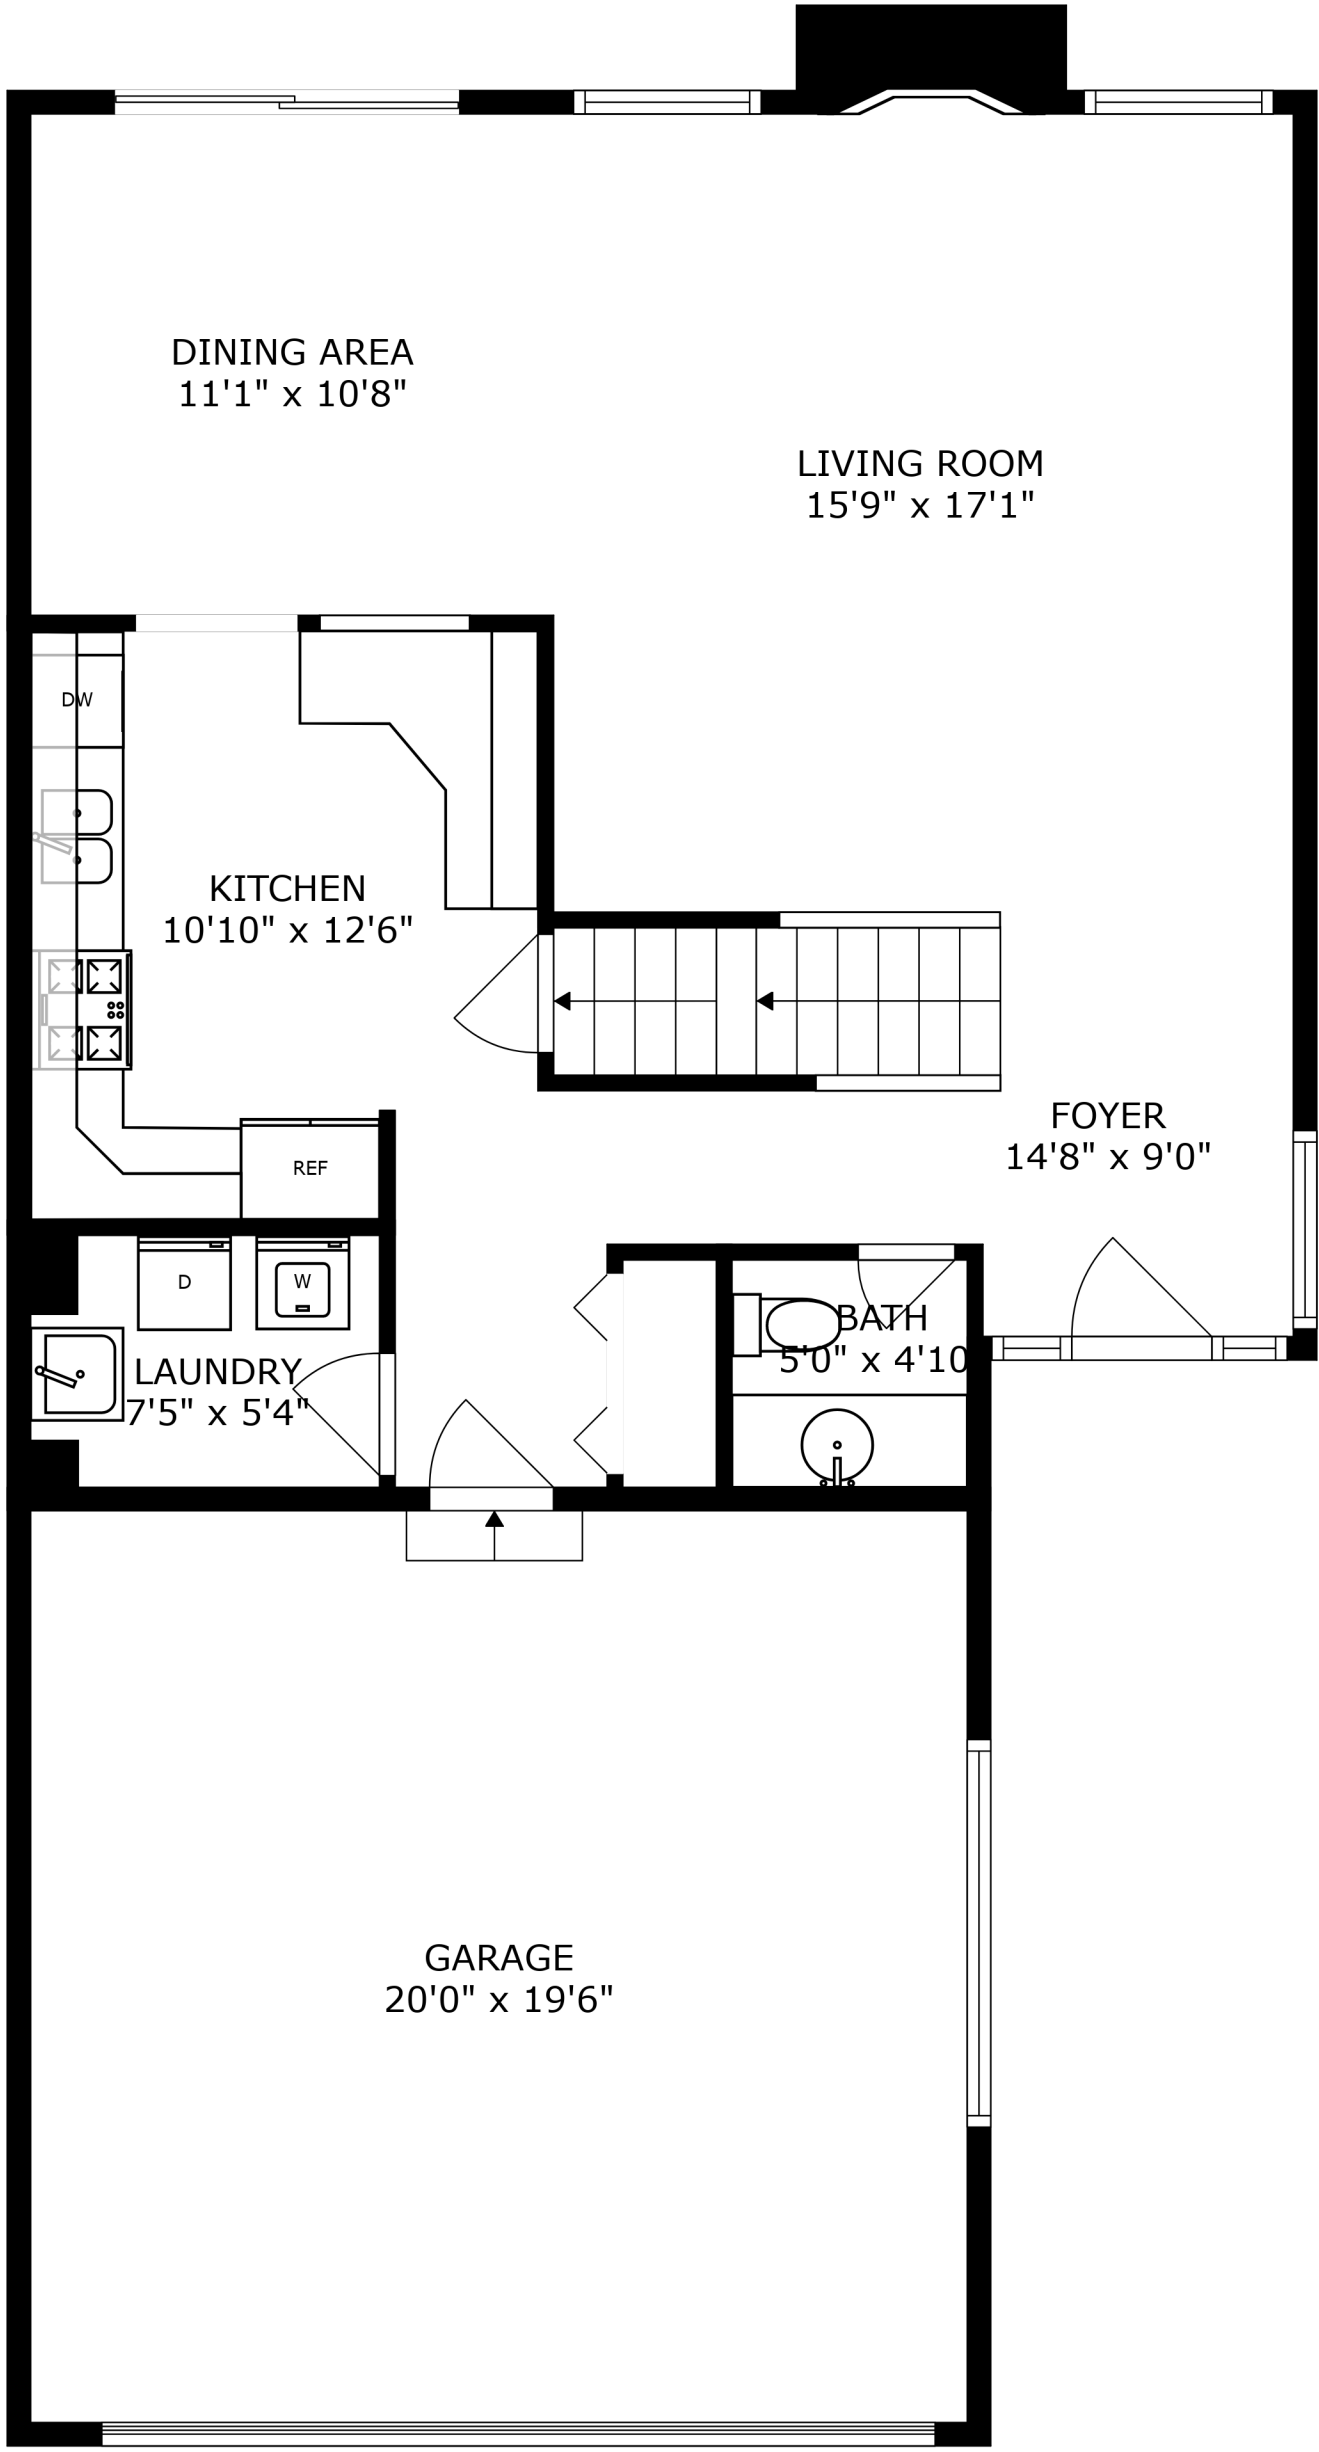 DINING AREA
11'1" x 10'8"
LIVING ROOM
15'9" x 17'1"
DW
KITCHEN
10'10" x 12'6"
FOYER
14'8" x 9'0"
REF
D
W
BATH
5'0" x 4'10
LAUNDRY
7'5" x 5'4"
GARAGE
20'0" x 19'6"